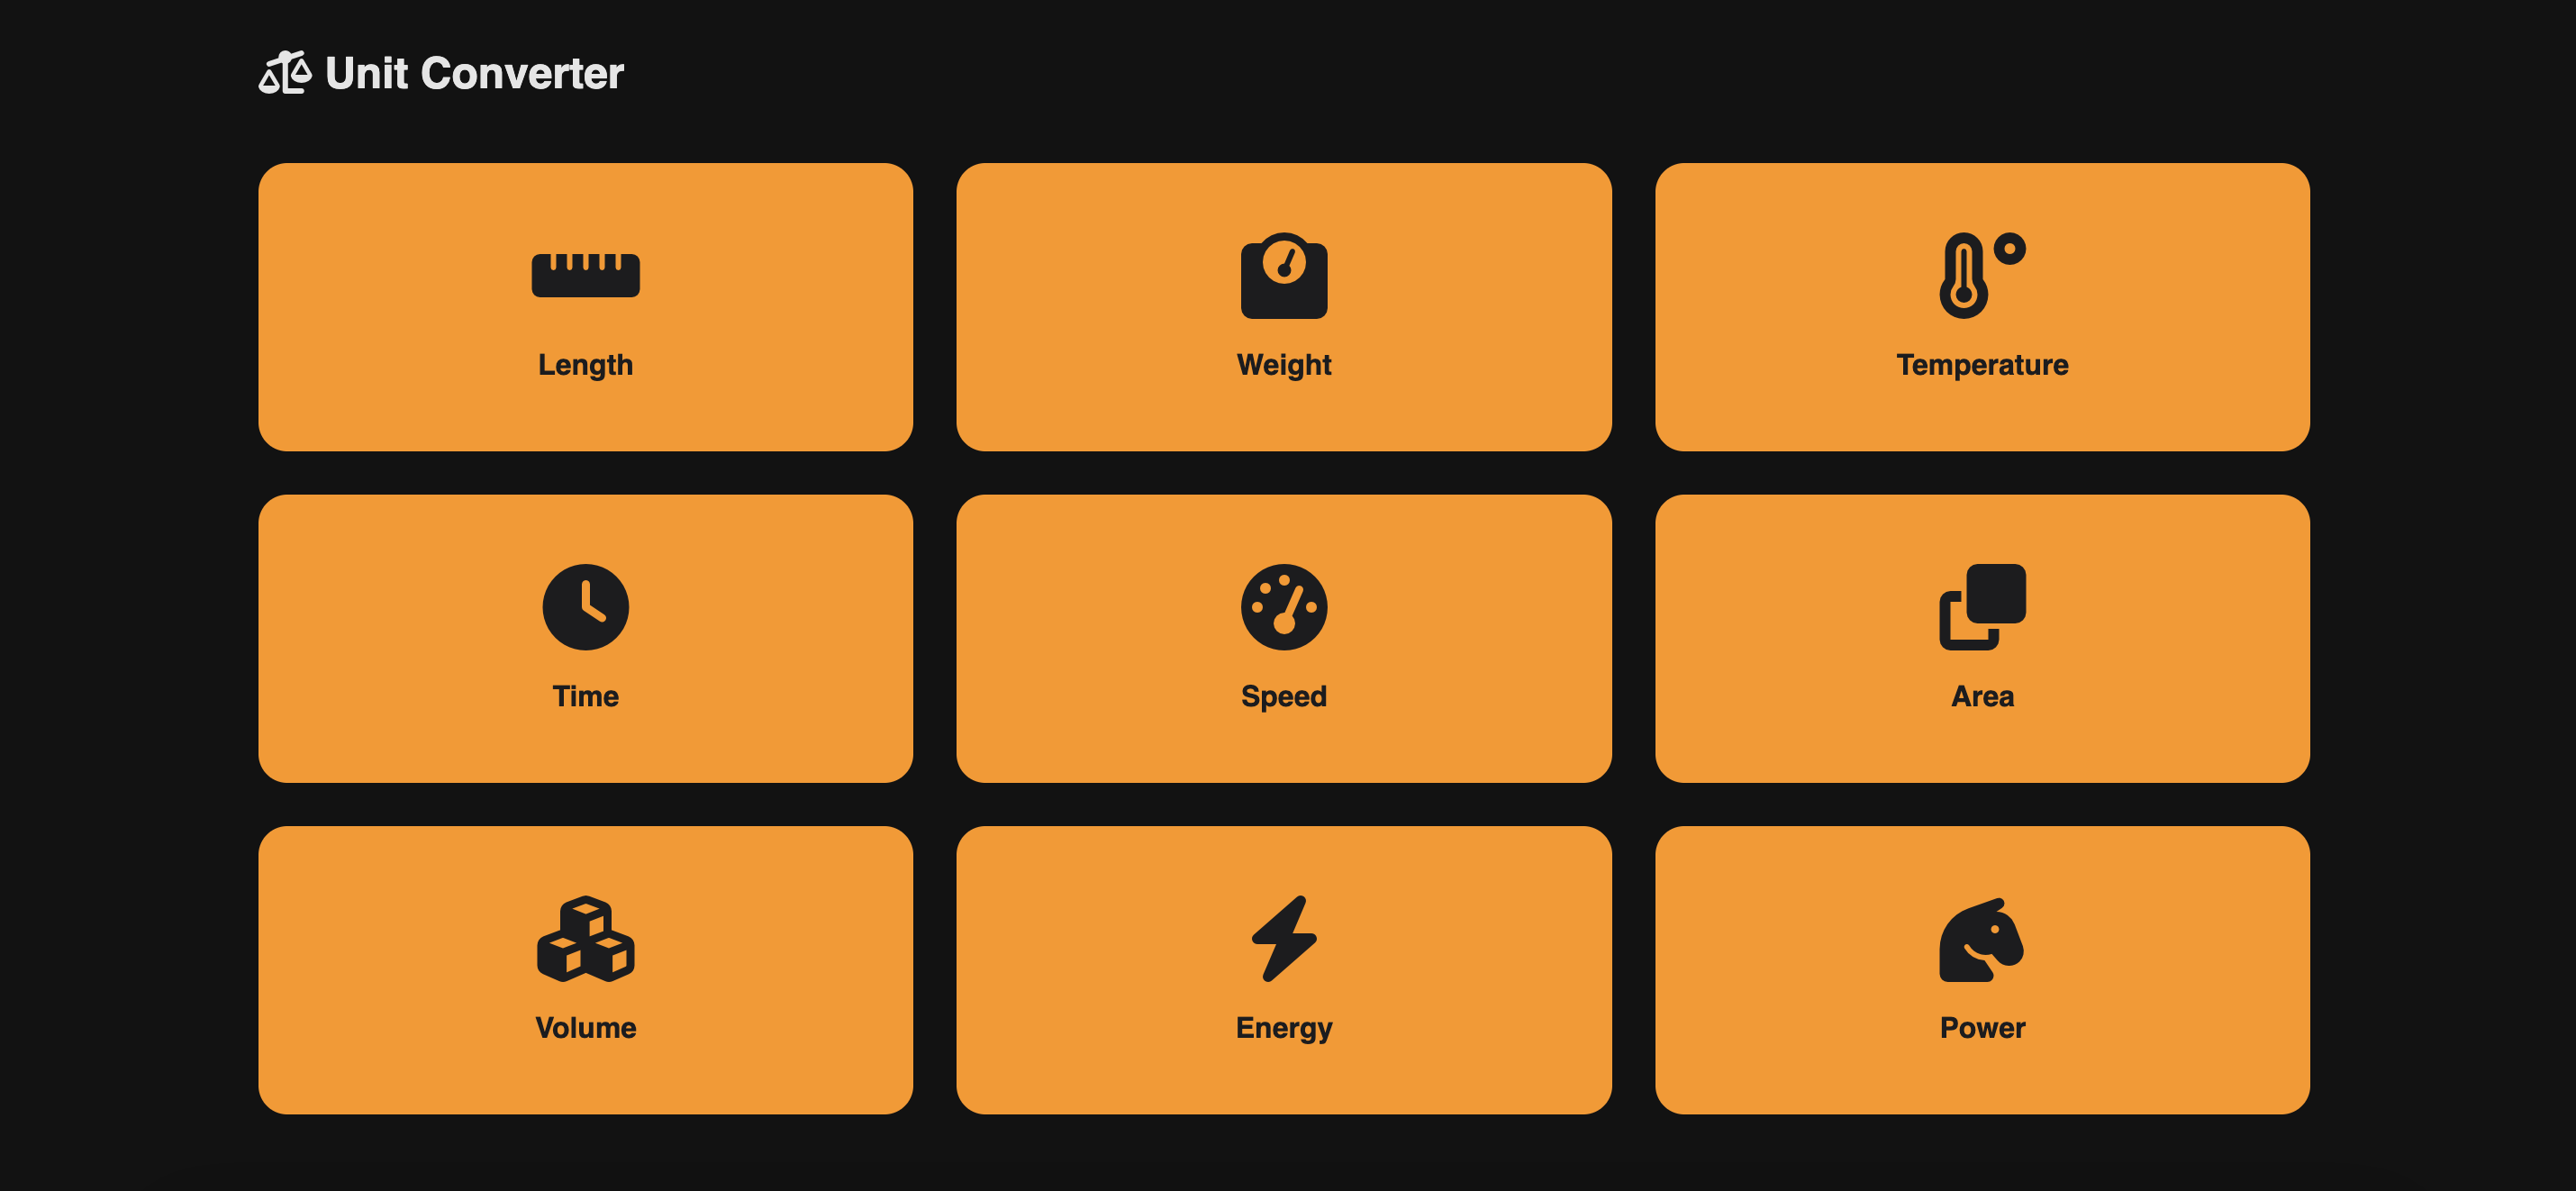 Unit Converter
Length
Weight
Temperature
Time
Speed
Area
Volume
Energy
Power